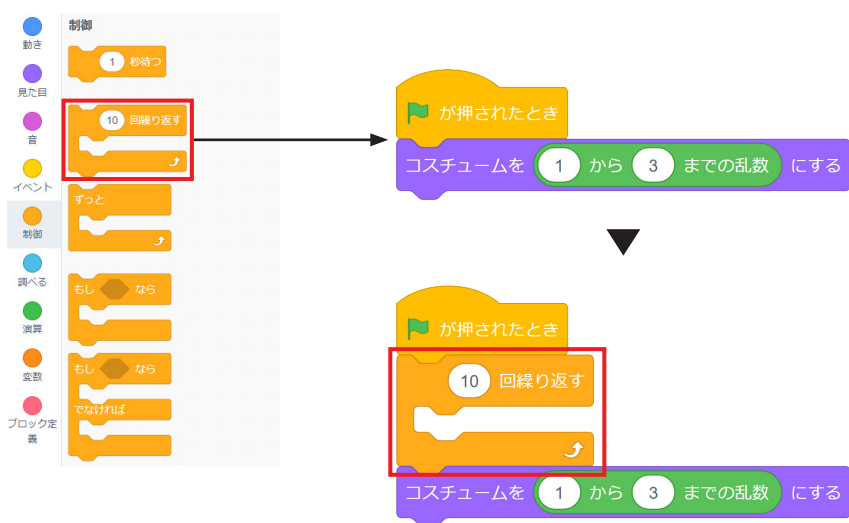 動き
見た目
音
イベント
制御
調べる
演算
変数
ブロック定
義
制御
1 秒待つ
10 回繰り返す
ずっと
もし なら
もし なら
でなければ
が押されたとき
コスチュームを 1 から 3 までの乱数 にする
が押されたとき
10 回繰り返す
コスチュームを 1 から 3 までの乱数 にする